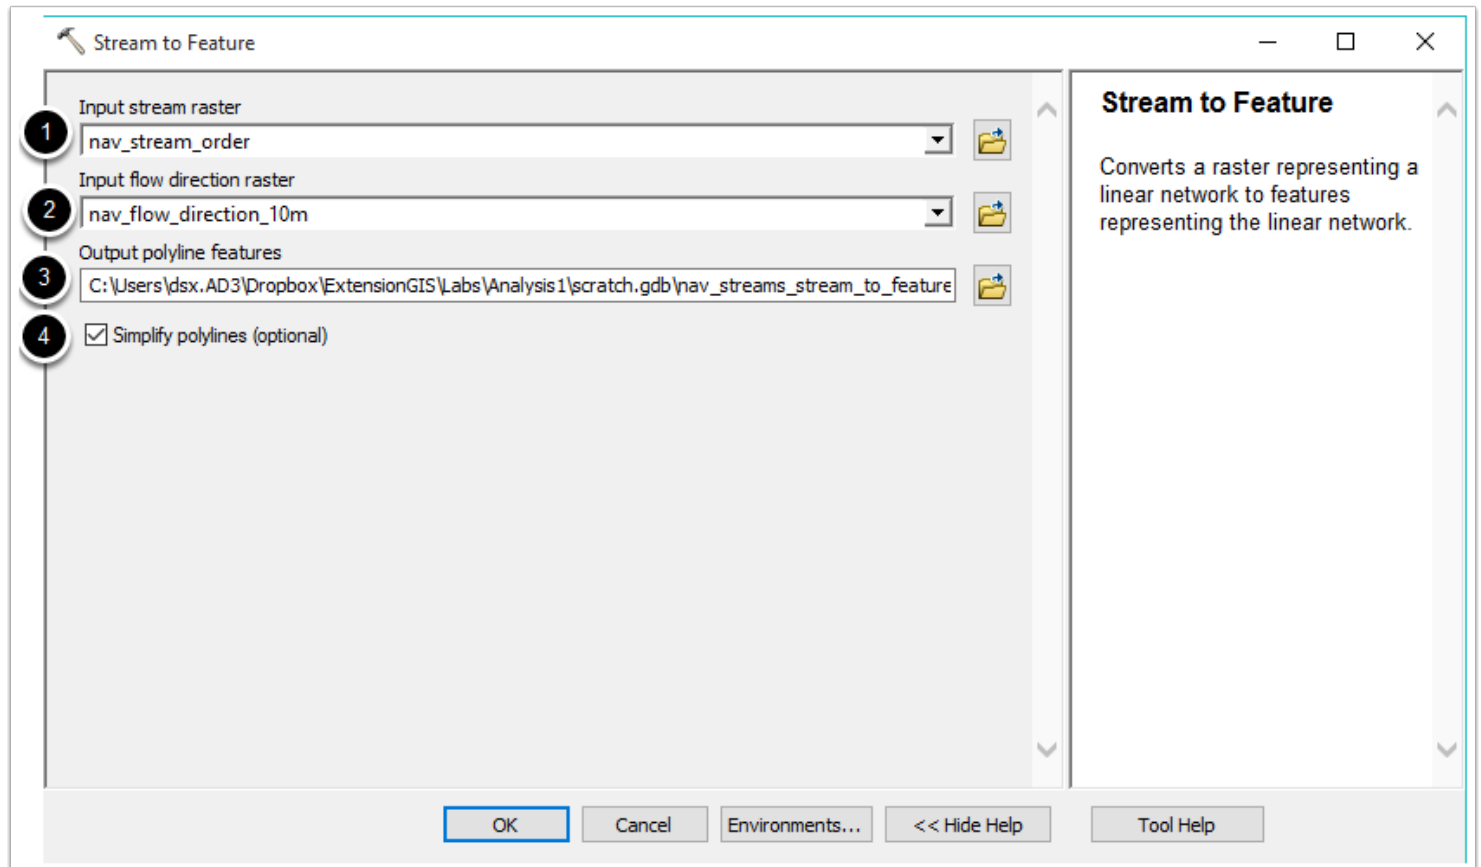 Stream to Feature
Input stream raster
1
nav_stream_order
Input flow direction raster
2
nav_flow_direction_10m
Output polyline features
3
C:\Users\dsx.AD3\Dropbox\ExtensionGIS\Labs\Analysis1\scratch.gdb\nav_streams_stream_to_feature
4
Simplify polylines (optional)
Stream to Feature
Converts a raster representing a
linear network to features
representing the linear network.
OK
Cancel
Environments...
<< Hide Help
Tool Help